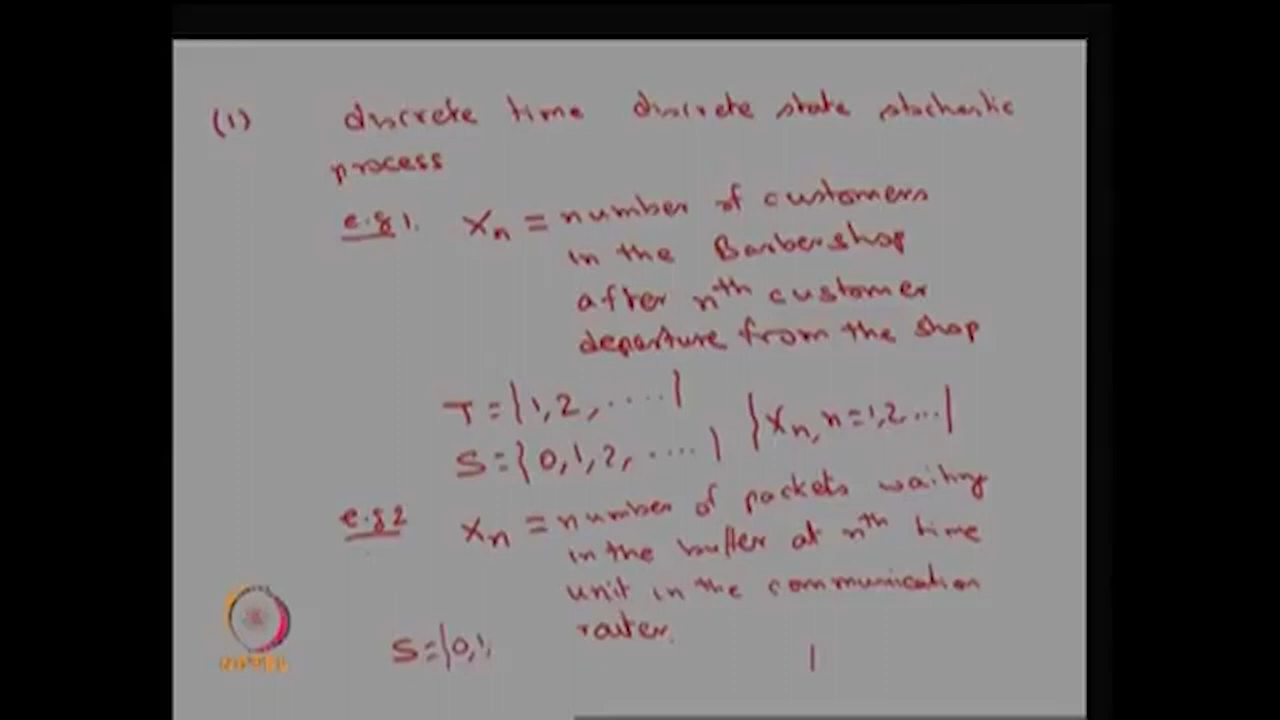 (1) discrete time discrete state stochastic
process
e.g 1. Xn = number of customers
in the Barbershop
after nth customer
departure from the shop
T = {1, 2, .....}
S = {0, 1, 2, .....} {Xn, n = 1, 2, ...}
e.g 2 Xn = number of packets waiting
in the buffer at nth time
unit in the communication
router.
S = {0, 1,
NPTEL